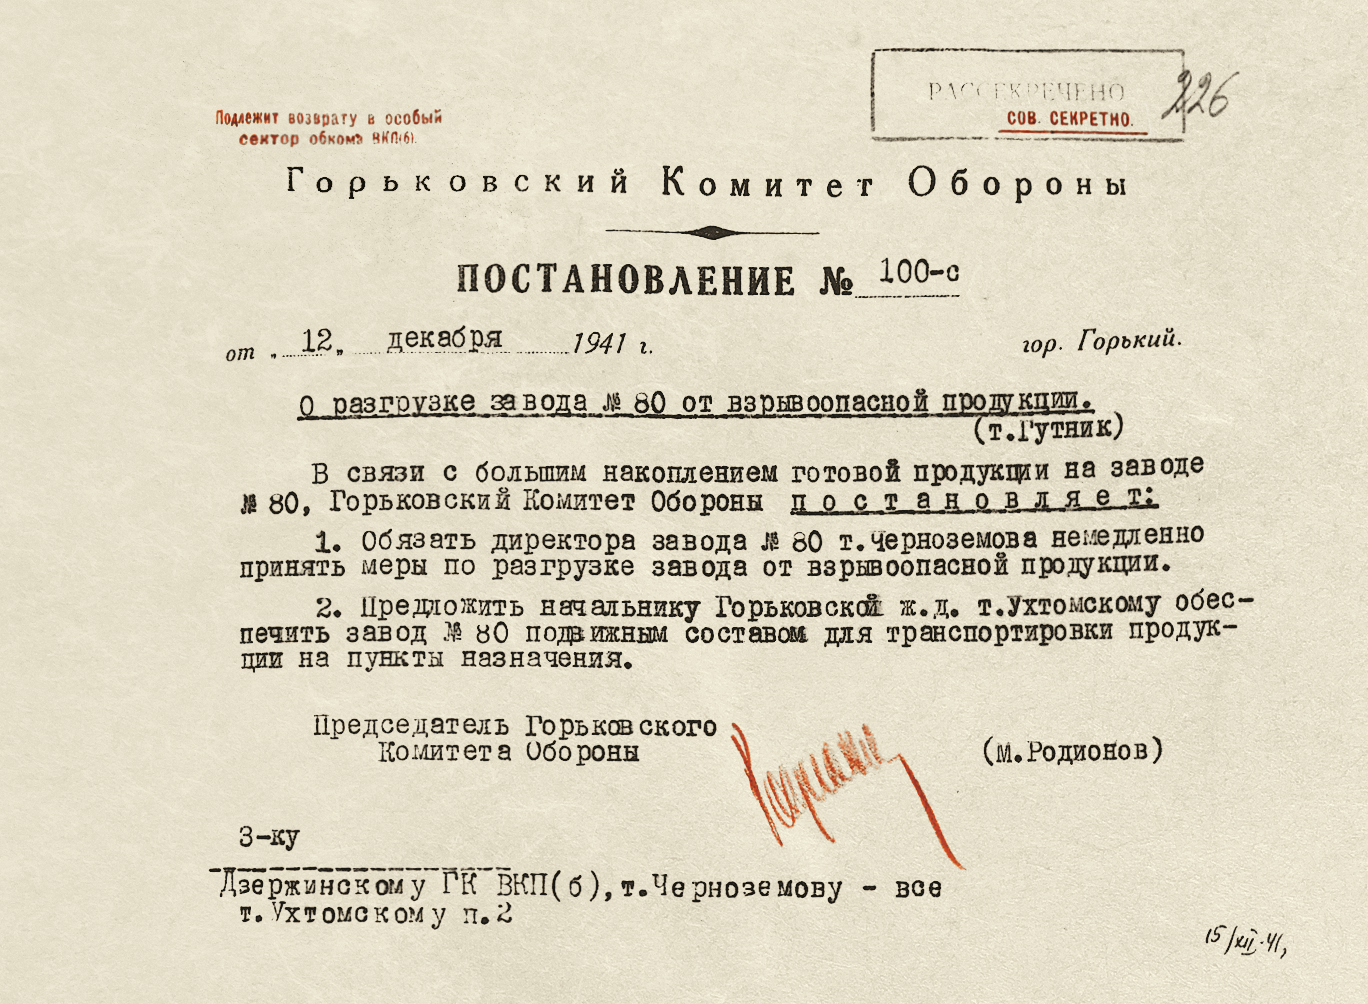 РАССЕКРЕЧЕНО
226
СОВ. СЕКРЕТНО.
Подлежит возврату в особый
сектор обкома ВКП(б).
Горьковский Комитет Обороны
ПОСТАНОВЛЕНИЕ № 100-с
от „ 12 „ декабря 1941 г.
гор. Горький.
О разгрузке завода № 80 от взрывоопасной продукции.
(т.Гутник)
В связи с большим накоплением готовой продукции на заводе
№ 80, Горьковский Комитет Обороны п о с т а н о в л я е т:
1. Обязать директора завода № 80 т.Черноземова немедленно
принять меры по разгрузке завода от взрывоопасной продукции.
2. Предложить начальнику Горьковской ж.д. т.Ухтомскому обес-
печить завод № 80 подвижным составом для транспортировки продук-
ции на пункты назначения.
Председатель Горьковского
Комитета Обороны
(М.Родионов)
3-ку
Дзержинскому ГК ВКП(б),т.Черноземову - все
т.Ухтомскому п.2
15/XII.41,